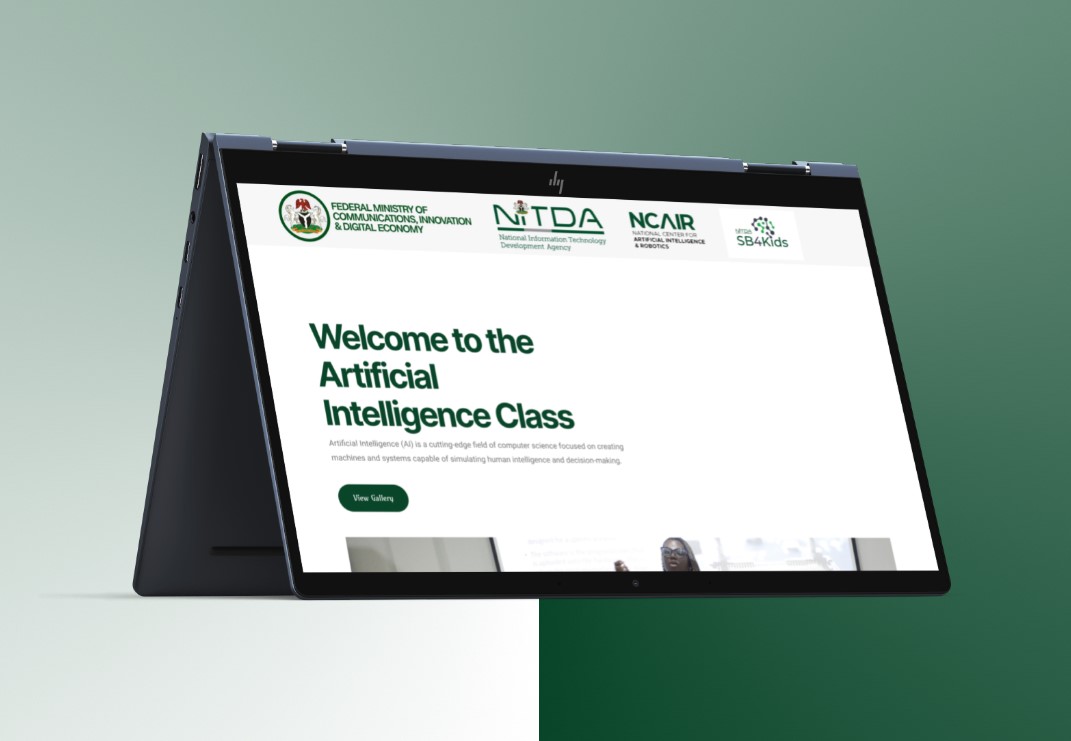 FEDERAL MINISTRY OF
COMMUNICATIONS, INNOVATION
& DIGITAL ECONOMY
NiTDA
National Information Technology
Development Agency
NCAIR
NATIONAL CENTER FOR
ARTIFICIAL INTELLIGENCE
& ROBOTICS
NITDA
SB4Kids
Welcome to the
Artificial
Intelligence Class
Artificial Intelligence (AI) is a cutting-edge field of computer science focused on creating
machines and systems capable of simulating human intelligence and decision-making.
View Gallery
hp